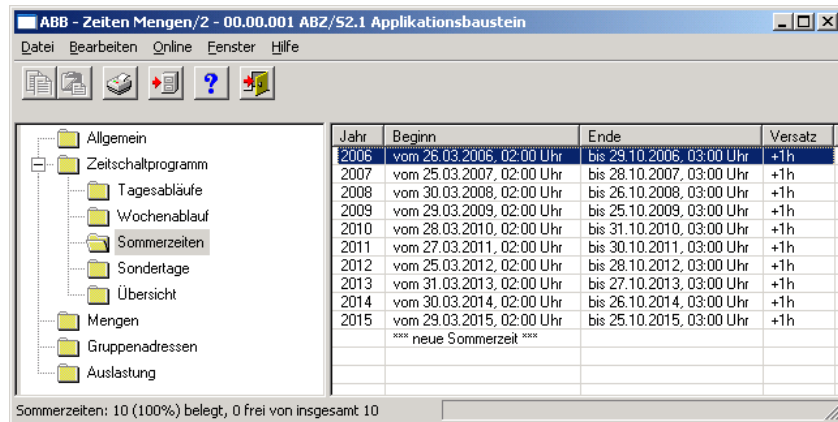 ABB - Zeiten Mengen/2 - 00.00.001 ABZ/S2.1 Applikationsbaustein
Datei Bearbeiten Online Fenster Hilfe
Allgemein
Zeitschaltprogramm
Tagesabläufe
Wochenablauf
Sommerzeiten
Sondertage
Übersicht
Mengen
Gruppenadressen
Auslastung
Jahr Beginn Ende Versatz
2006 vom 26.03.2006, 02:00 Uhr bis 29.10.2006, 03:00 Uhr +1h
2007 vom 25.03.2007, 02:00 Uhr bis 28.10.2007, 03:00 Uhr +1h
2008 vom 30.03.2008, 02:00 Uhr bis 26.10.2008, 03:00 Uhr +1h
2009 vom 29.03.2009, 02:00 Uhr bis 25.10.2009, 03:00 Uhr +1h
2010 vom 28.03.2010, 02:00 Uhr bis 31.10.2010, 03:00 Uhr +1h
2011 vom 27.03.2011, 02:00 Uhr bis 30.10.2011, 03:00 Uhr +1h
2012 vom 25.03.2012, 02:00 Uhr bis 28.10.2012, 03:00 Uhr +1h
2013 vom 31.03.2013, 02:00 Uhr bis 27.10.2013, 03:00 Uhr +1h
2014 vom 30.03.2014, 02:00 Uhr bis 26.10.2014, 03:00 Uhr +1h
2015 vom 29.03.2015, 02:00 Uhr bis 25.10.2015, 03:00 Uhr +1h
*** neue Sommerzeit ***
Sommerzeiten: 10 (100%) belegt, 0 frei von insgesamt 10